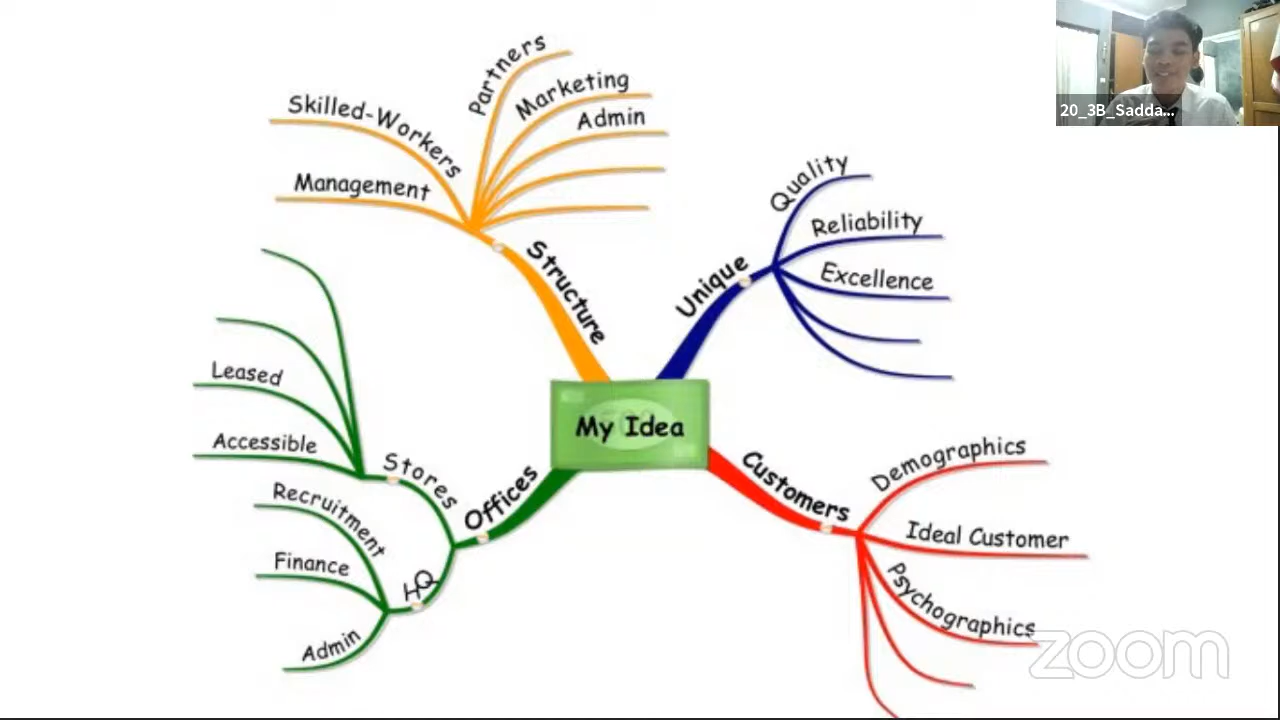 20_3B_Sadda...
Partners
Marketing
Admin
Skilled-Workers
Management
Structure
Quality
Reliability
Excellence
Unique
My Idea
Leased
Accessible
Stores
Offices
Recruitment
Finance
HQ
Admin
Customers
Demographics
Ideal Customer
Psychographics
zoom